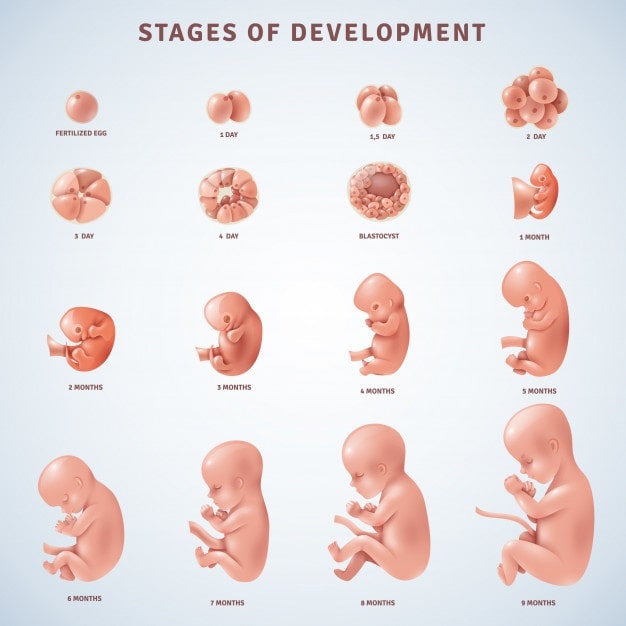 STAGES OF DEVELOPMENT
FERTILIZED EGG
1 DAY
1,5 DAY
2 DAY
3 DAY
4 DAY
BLASTOCYST
1 MONTH
2 MONTHS
3 MONTHS
4 MONTHS
5 MONTHS
6 MONTHS
7 MONTHS
8 MONTHS
9 MONTHS